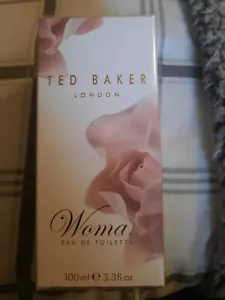 TED BAKER
LONDON
Woma
EAU DE TOILETTE
100ml e 3.3fl.oz